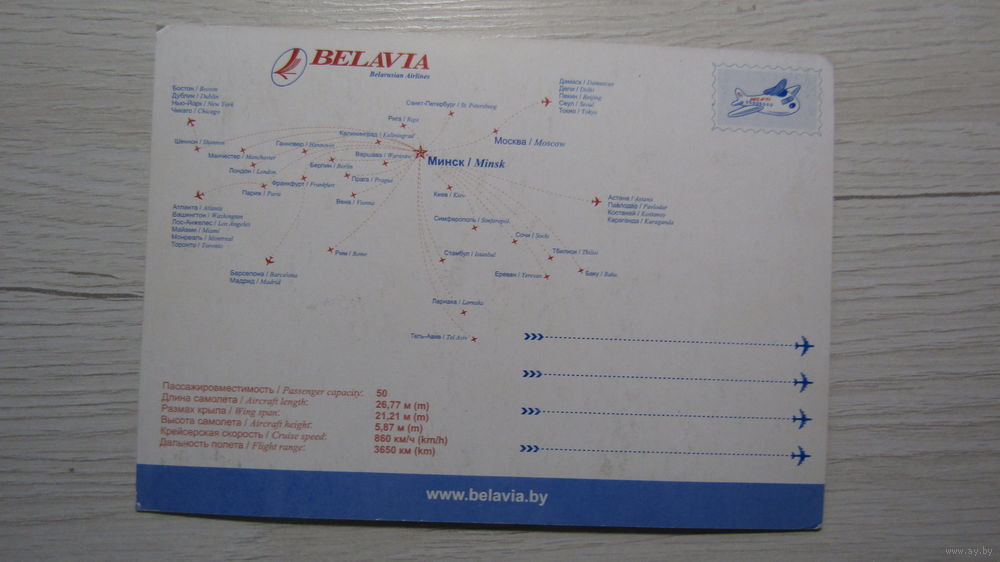 BELAVIA
Belarusian Airlines
Бостон / Boston
Дублин / Dublin
Нью-Йорк / New York
Чикаго / Chicago
Дамаск / Damascus
Дели / Delhi
Пекин / Beijing
Сеул / Seoul
Токио / Tokyo
BELAVIA
Санкт-Петербург / St. Petersburg
Рига / Riga
Калининград / Kaliningrad
Москва / Moscow
Шеннон / Shannon
Ганновер / Hannover
Манчестер / Manchester
Варшава / Warsaw
Минск / Minsk
Берлин / Berlin
Лондон / London
Франкфурт / Frankfurt
Прага / Prague
Париж / Paris
Вена / Vienna
Киев / Kiev
Астана / Astana
Павлодар / Pavlodar
Костанай / Kostanay
Караганда / Karaganda
Атланта / Atlanta
Вашингтон / Washington
Лос-Анжелес / Los Angeles
Майами / Miami
Монреаль / Montreal
Торонто / Toronto
Симферополь / Simferopol
Сочи / Sochi
Рим / Rome
Стамбул / Istanbul
Тбилиси / Tbilisi
Барселона / Barcelona
Мадрид / Madrid
Ереван / Yerevan
Баку / Baku
Ларнака / Larnaka
Тель-Авив / Tel Aviv
Пассажировместимость / Passenger capacity: 50
Длина самолета / Aircraft length: 26,77 м (m)
Размах крыла / Wing span: 21,21 м (m)
Высота самолета / Aircraft height: 5,87 м (m)
Крейсерская скорость / Cruise speed: 860 км/ч (km/h)
Дальность полета / Flight range: 3650 км (km)
www.belavia.by
www.ay.by